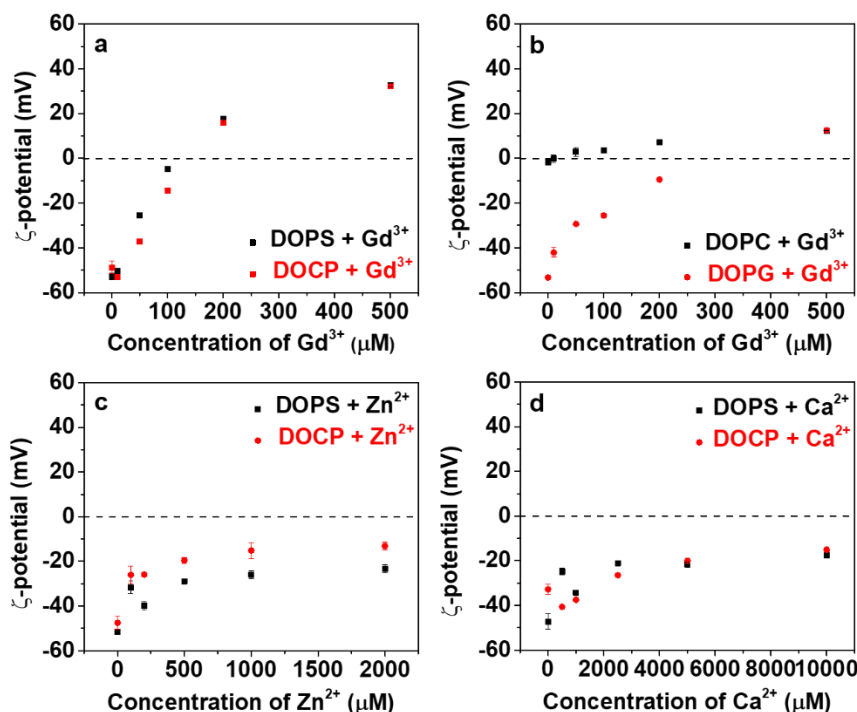 a
60
40
20
0
-20
-40
-60
ζ-potential (mV)
DOPS + Gd³⁺
DOCP + Gd³⁺
0 100 200 300 400 500
Concentration of Gd³⁺ (μM)
b
60
40
20
0
-20
-40
-60
ζ-potential (mV)
DOPC + Gd³⁺
DOPG + Gd³⁺
0 100 200 300 400 500
Concentration of Gd³⁺ (μM)
c
60
40
20
0
-20
-40
-60
ζ-potential (mV)
DOPS + Zn²⁺
DOCP + Zn²⁺
0 500 1000 1500 2000
Concentration of Zn²⁺ (μM)
d
60
40
20
0
-20
-40
-60
ζ-potential (mV)
DOPS + Ca²⁺
DOCP + Ca²⁺
0 2000 4000 6000 800010000
Concentration of Ca²⁺ (μM)